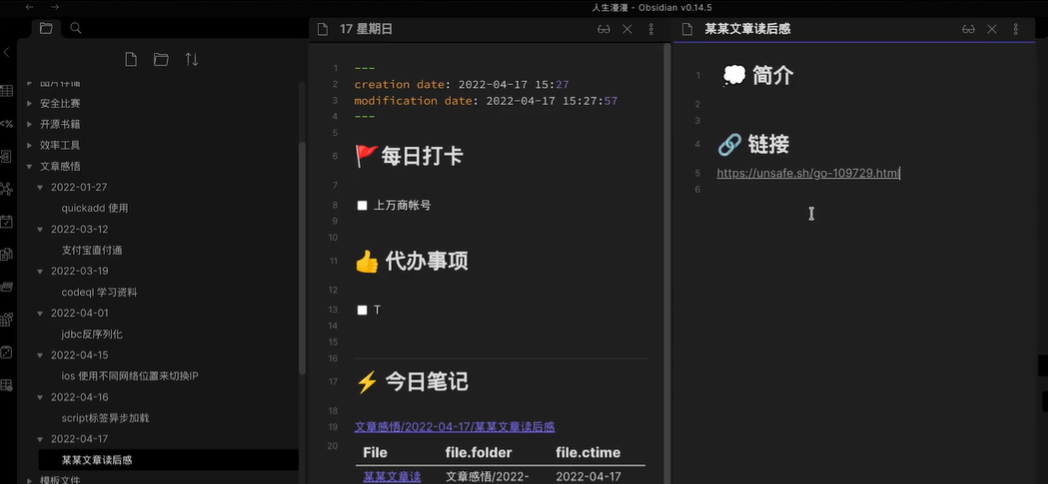 人生漫漫 - Obsidian v0.14.5
安全比赛
开源书籍
效率工具
文章感悟
2022-01-27
quickadd 使用
2022-03-12
支付宝直付通
2022-03-19
codeql 学习资料
2022-04-01
jdbc反序列化
2022-04-15
ios 使用不同网络位置来切换IP
2022-04-16
script标签异步加载
2022-04-17
某某文章读后感
模板文件
17 星期日
1 ---
2 creation date: 2022-04-17 15:27
3 modification date: 2022-04-17 15:27:57
4 ---
5
6 🚩每日打卡
7
8 上万商帐号
9
10
11 👍 代办事项
12
13 T
14
15
16
17 ⚡ 今日笔记
18
19 文章感悟/2022-04-17/某某文章读后感
20 File file.folder file.ctime
某某文章读 文章感悟/2022- 2022-04-17
某某文章读后感
1 💭 简介
2
3
4 🔗 链接
5 https://unsafe.sh/go-109729.html
6